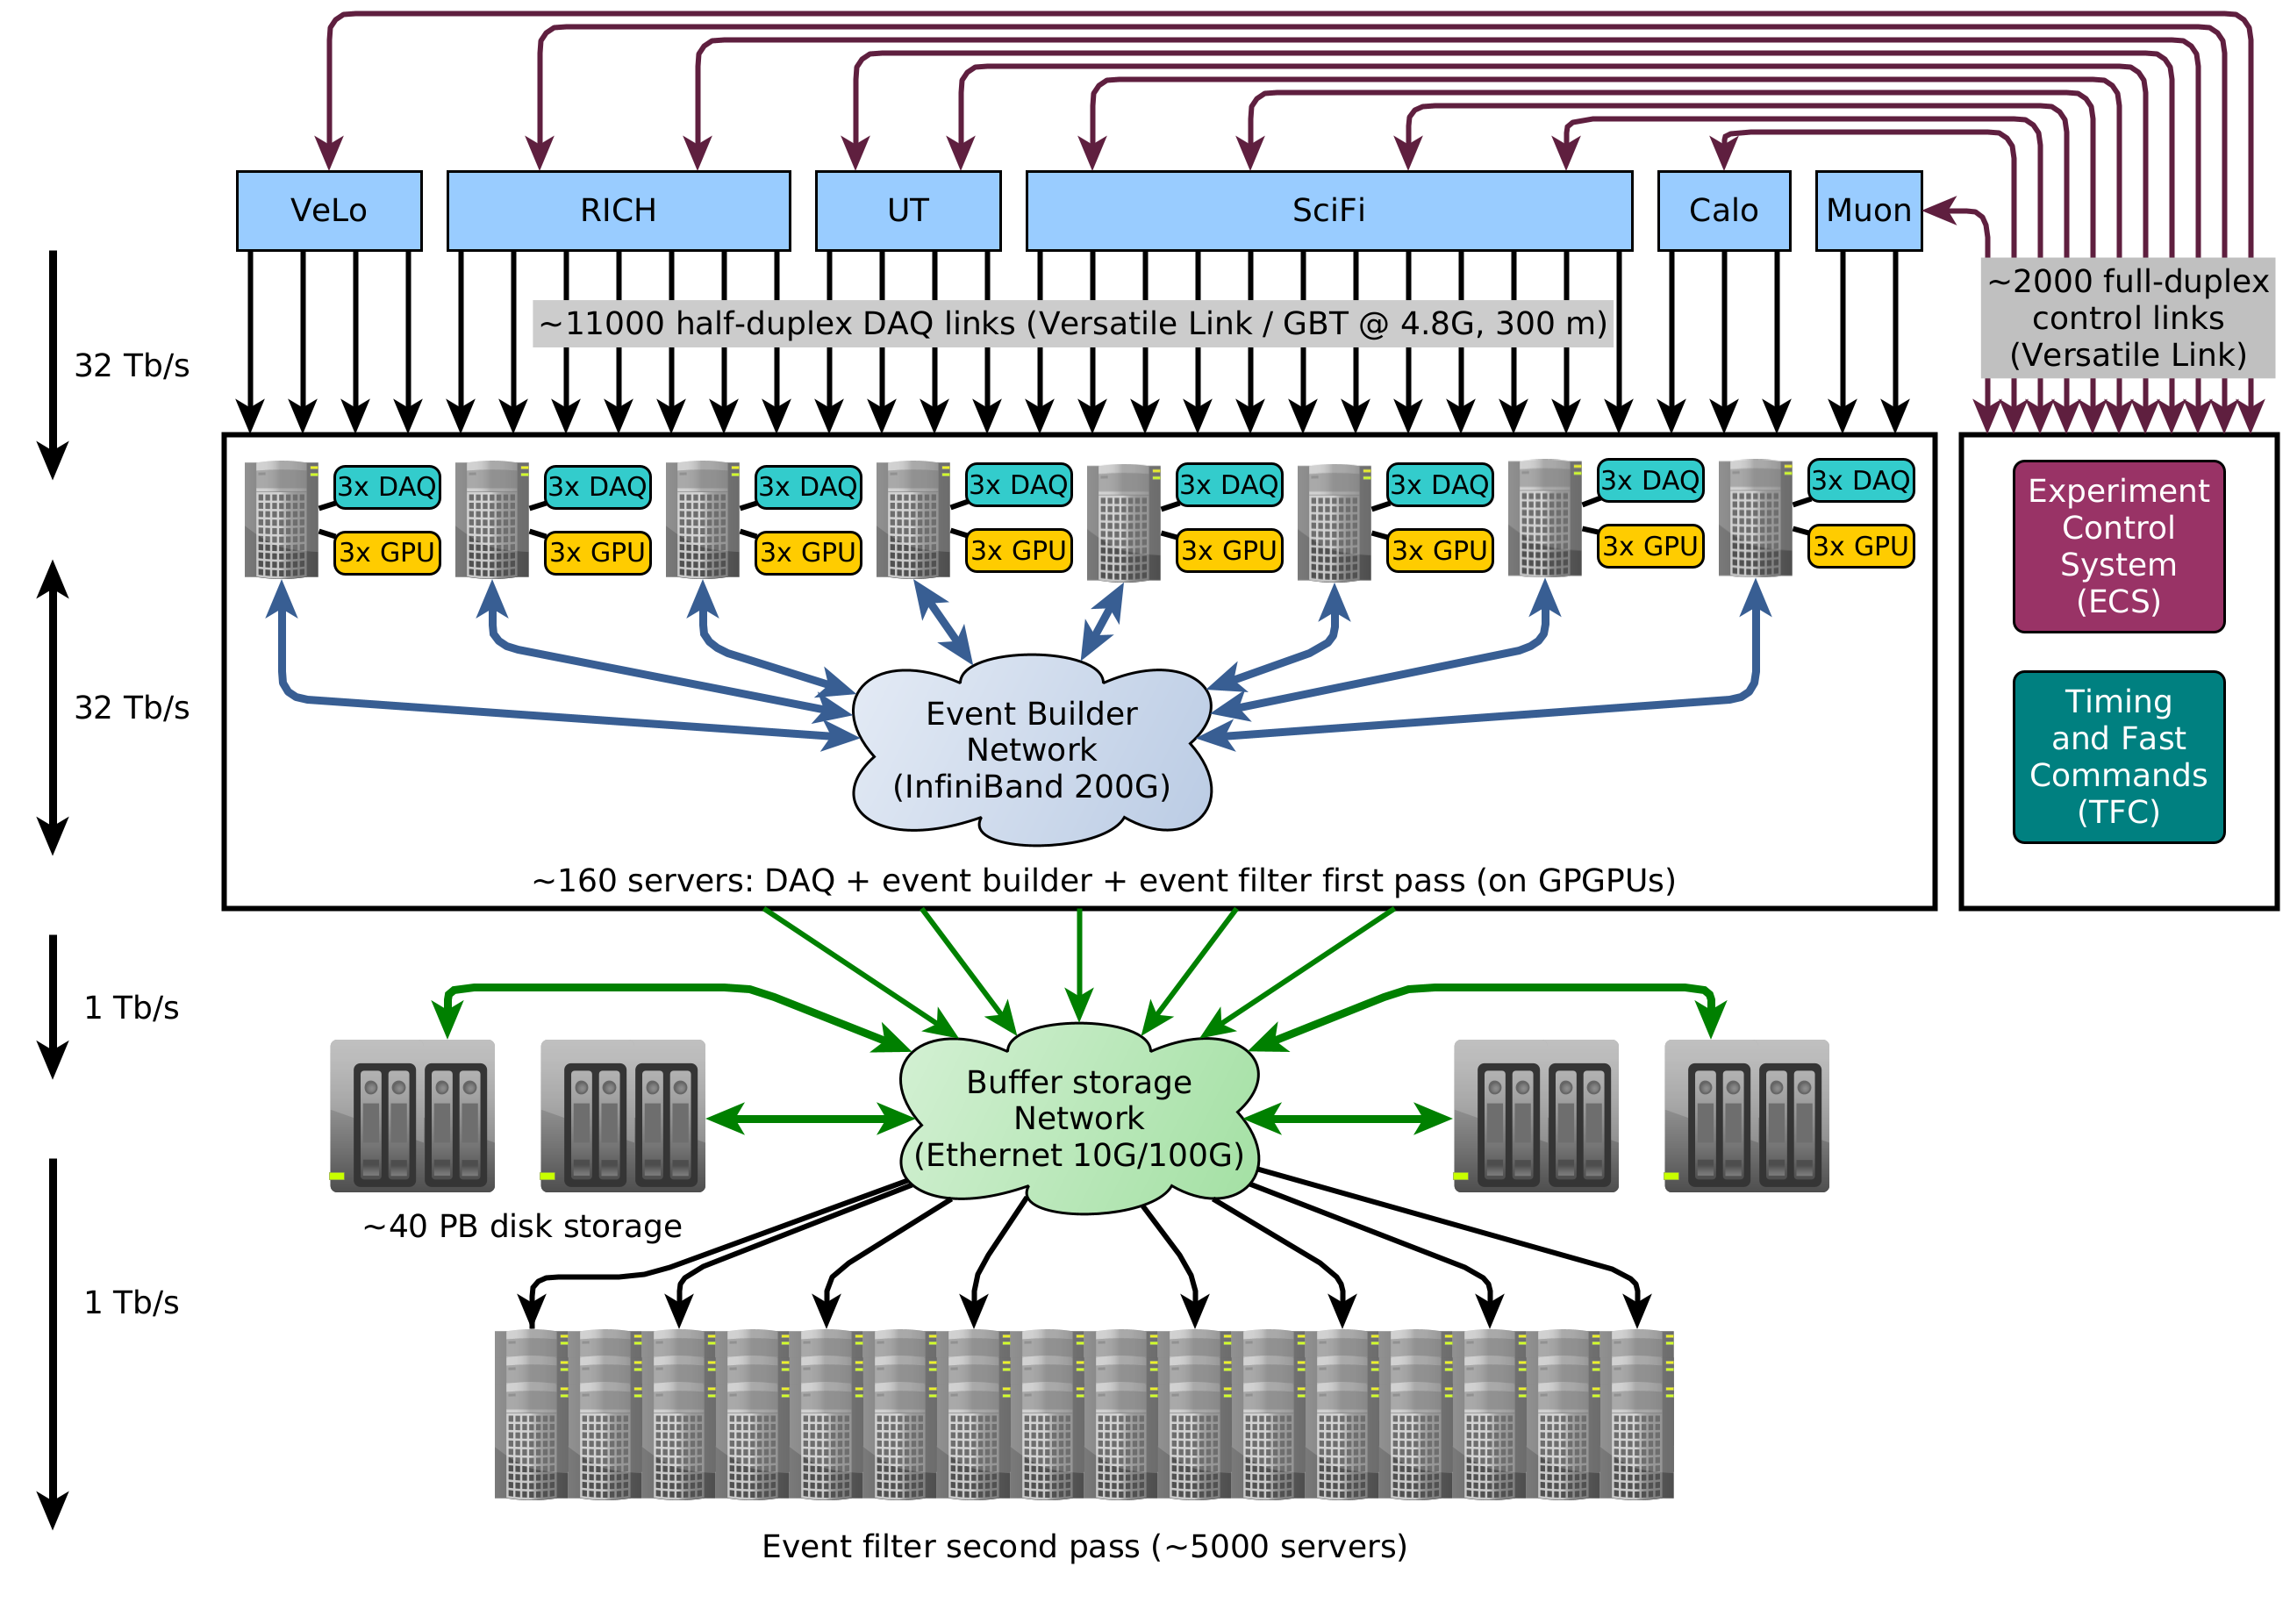 VeLo
RICH
UT
SciFi
Calo
Muon
~11000 half-duplex DAQ links (Versatile Link / GBT @ 4.8G, 300 m)
~2000 full-duplex
control links
(Versatile Link)
32 Tb/s
3x DAQ
3x GPU
3x DAQ
3x GPU
3x DAQ
3x GPU
3x DAQ
3x GPU
3x DAQ
3x GPU
3x DAQ
3x GPU
3x DAQ
3x GPU
3x DAQ
3x GPU
Experiment
Control
System
(ECS)
32 Tb/s
Event Builder
Network
(InfiniBand 200G)
Timing
and Fast
Commands
(TFC)
~160 servers: DAQ + event builder + event filter first pass (on GPGPUs)
1 Tb/s
Buffer storage
Network
(Ethernet 10G/100G)
~40 PB disk storage
1 Tb/s
Event filter second pass (~5000 servers)